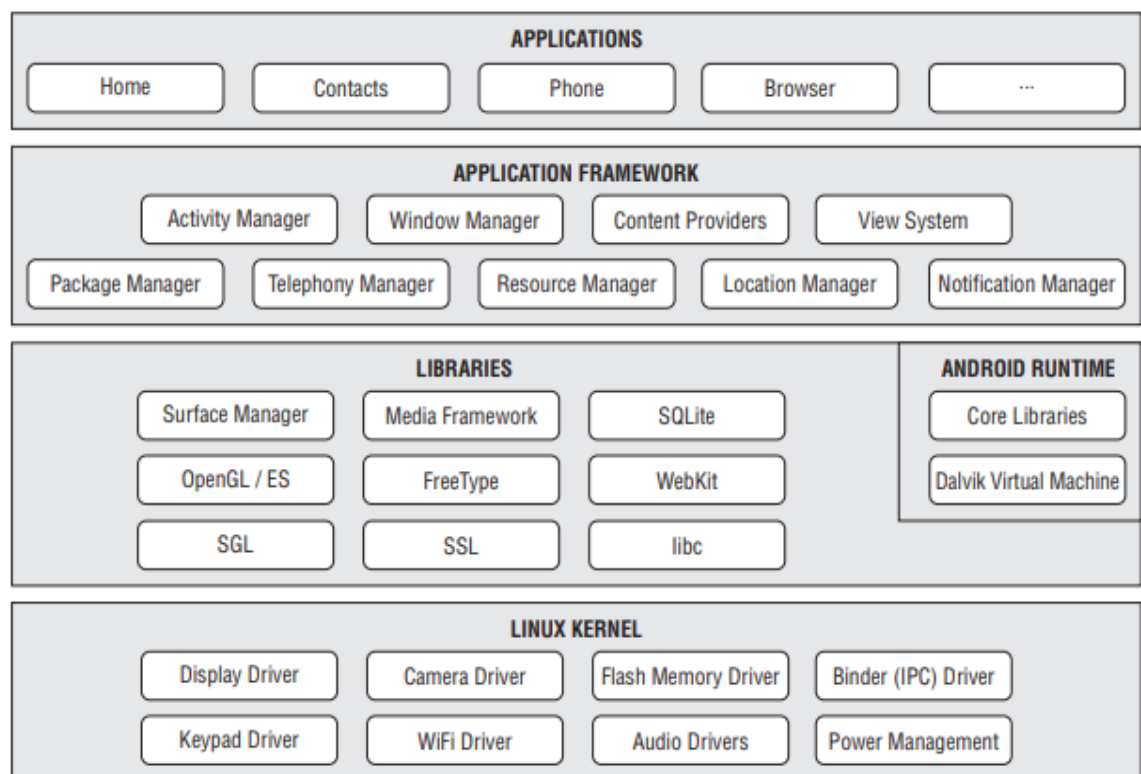 APPLICATIONS
Home Contacts Phone Browser ...
APPLICATION FRAMEWORK
Activity Manager Window Manager Content Providers View System
Package Manager Telephony Manager Resource Manager Location Manager Notification Manager
LIBRARIES ANDROID RUNTIME
Surface Manager Media Framework SQLite Core Libraries
OpenGL / ES FreeType WebKit Dalvik Virtual Machine
SGL SSL libc
LINUX KERNEL
Display Driver Camera Driver Flash Memory Driver Binder (IPC) Driver
Keypad Driver WiFi Driver Audio Drivers Power Management